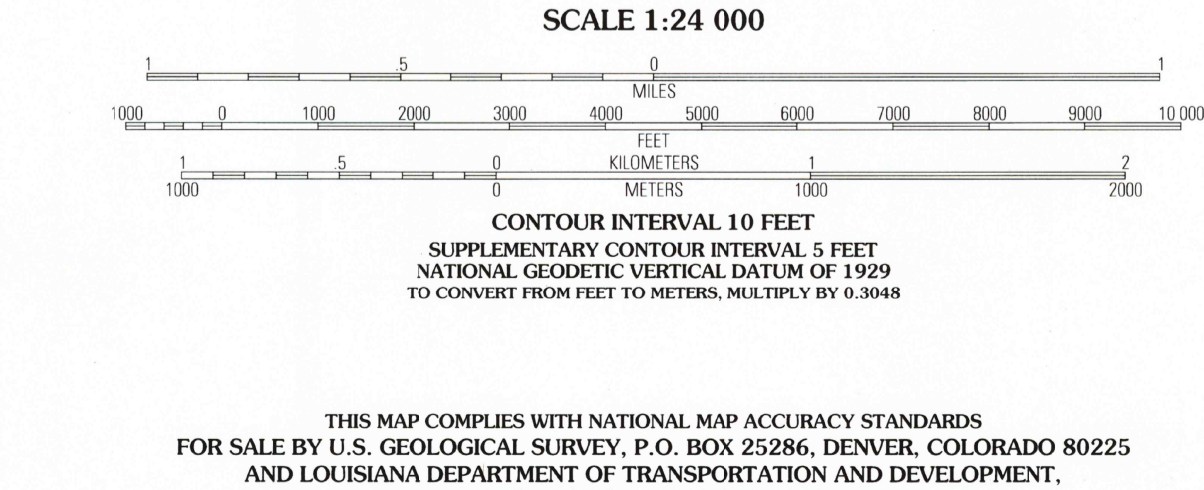 SCALE 1:24 000
1 .5 0 1
MILES
1000 0 1000 2000 3000 4000 5000 6000 7000 8000 9000 10 000
FEET
1 .5 0 KILOMETERS 1 2
1000 0 METERS 1000 2000
CONTOUR INTERVAL 10 FEET
SUPPLEMENTARY CONTOUR INTERVAL 5 FEET
NATIONAL GEODETIC VERTICAL DATUM OF 1929
TO CONVERT FROM FEET TO METERS, MULTIPLY BY 0.3048
THIS MAP COMPLIES WITH NATIONAL MAP ACCURACY STANDARDS
FOR SALE BY U.S. GEOLOGICAL SURVEY, P.O. BOX 25286, DENVER, COLORADO 80225
AND LOUISIANA DEPARTMENT OF TRANSPORTATION AND DEVELOPMENT,